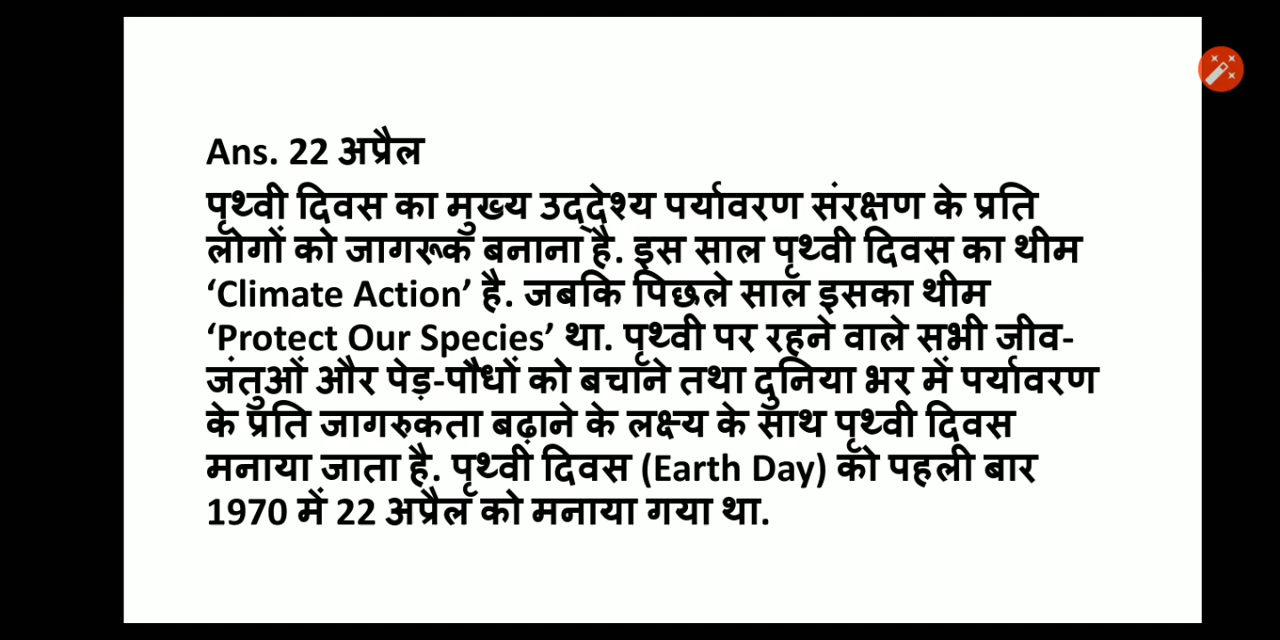 Ans. 22 अप्रैल
पृथ्वी दिवस का मुख्य उद्देश्य पर्यावरण संरक्षण के प्रति
लोगों को जागरूक बनाना है. इस साल पृथ्वी दिवस का थीम
‘Climate Action’ है. जबकि पिछले साल इसका थीम
‘Protect Our Species’ था. पृथ्वी पर रहने वाले सभी जीव-
जंतुओं और पेड़-पौधों को बचाने तथा दुनिया भर में पर्यावरण
के प्रति जागरुकता बढ़ाने के लक्ष्य के साथ पृथ्वी दिवस
मनाया जाता है. पृथ्वी दिवस (Earth Day) को पहली बार
1970 में 22 अप्रैल को मनाया गया था.